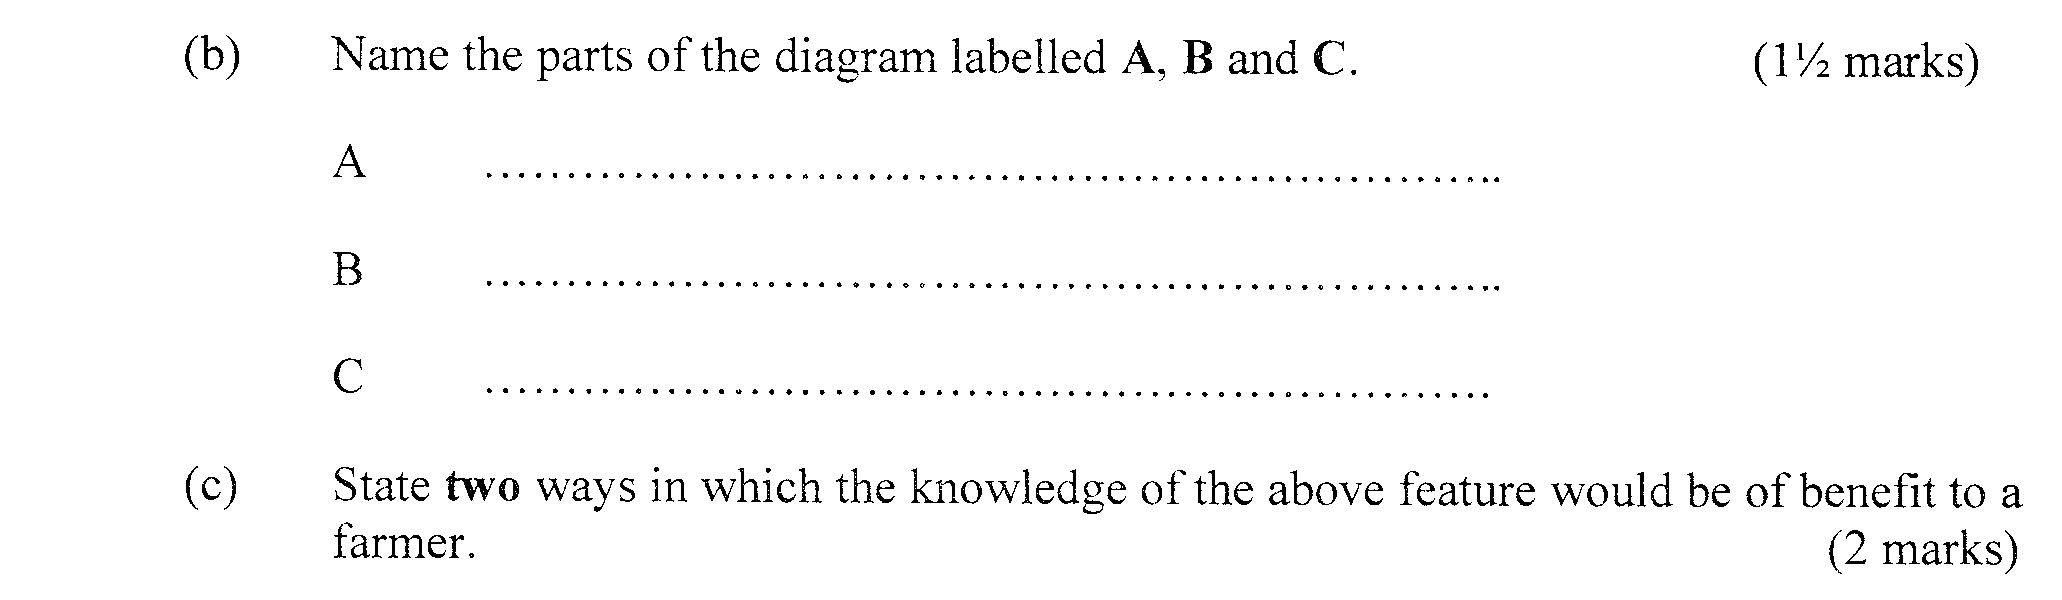 (b) Name the parts of the diagram labelled A, B and C. (1½ marks)
A ..............................................................
B ..............................................................
C ..............................................................
(c) State two ways in which the knowledge of the above feature would be of benefit to a
farmer. (2 marks)